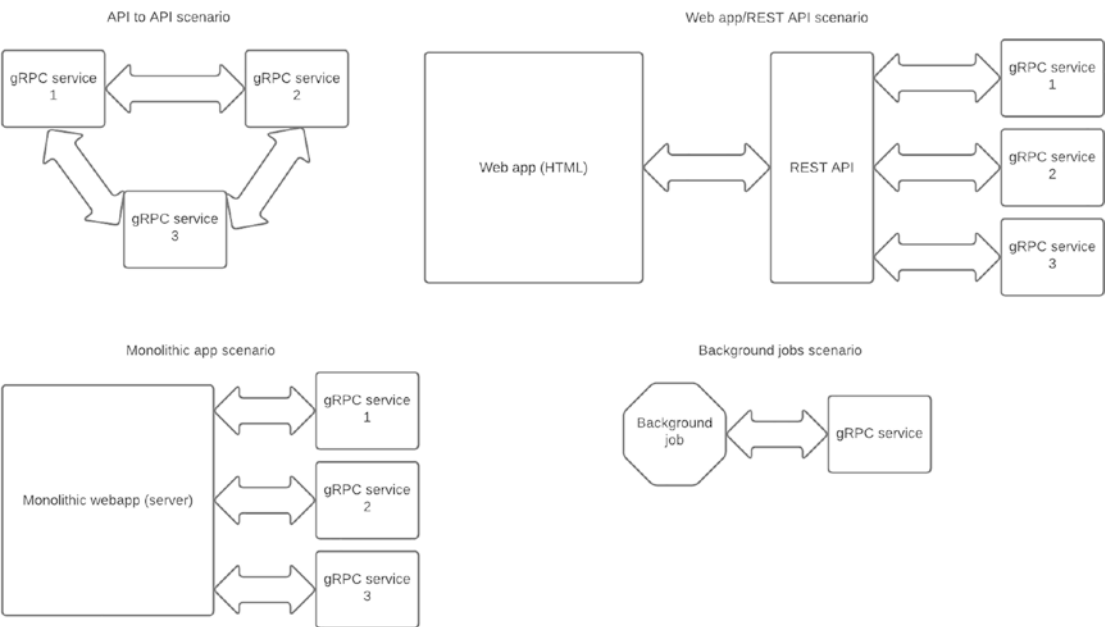 API to API scenario
gRPC service
1
gRPC service
2
gRPC service
3
Web app/REST API scenario
Web app (HTML)
REST API
gRPC service
1
gRPC service
2
gRPC service
3
Monolithic app scenario
Monolithic webapp (server)
gRPC service
1
gRPC service
2
gRPC service
3
Background jobs scenario
Background
job
gRPC service